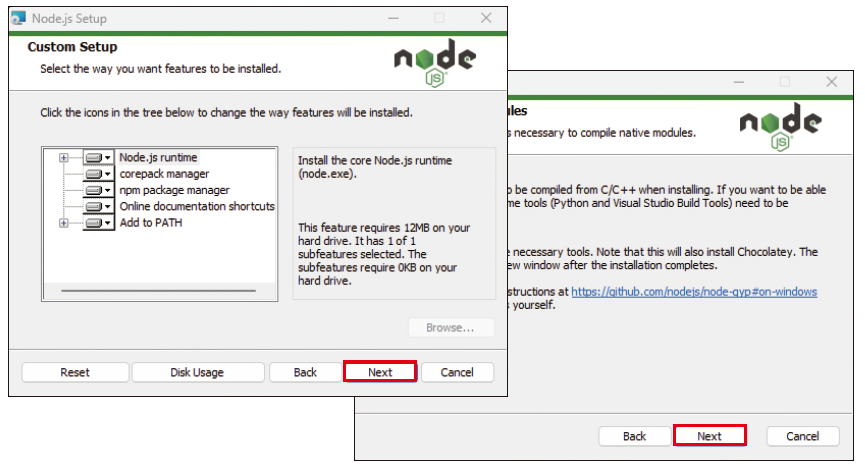 Node.js Setup
Custom Setup
Select the way you want features to be installed.
node
JS
Click the icons in the tree below to change the way features will be installed.
Node.js runtime
corepack manager
npm package manager
Online documentation shortcuts
Add to PATH
Install the core Node.js runtime
(node.exe).
This feature requires 12MB on your
hard drive. It has 1 of 1
subfeatures selected. The
subfeatures require 0KB on your
hard drive.
Browse...
Reset
Disk Usage
Back
Next
Cancel
ules
s necessary to compile native modules.
node
JS
o be compiled from C/C++ when installing. If you want to be able
me tools (Python and Visual Studio Build Tools) need to be
e necessary tools. Note that this will also install Chocolatey. The
ew window after the installation completes.
structions at https://github.com/nodejs/node-gyp#on-windows
s yourself.
Back
Next
Cancel